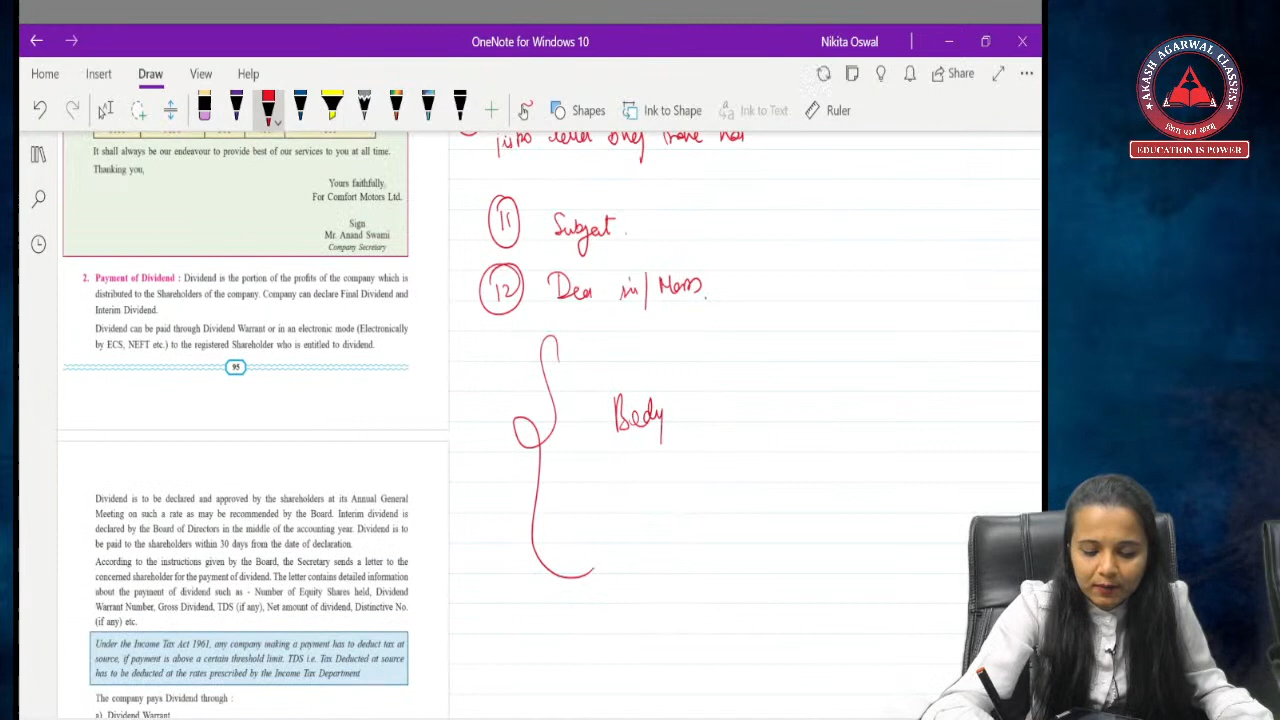 OneNote for Windows 10
Nikita Oswal
Home
Insert
Draw
View
Help
Share
Shapes
Ink to Shape
Ink to Text
Ruler
AKASH AGARWAL CLASSES
EDUCATION IS POWER
It shall always be our endeavour to provide best of our services to you at all time.
Thanking you,
Yours faithfully,
For Comfort Motors Ltd.
Sign
Mr. Anand Swami
Company Secretary
2. Payment of Dividend : Dividend is the portion of the profits of the company which is
distributed to the Shareholders of the company. Company can declare Final Dividend and
Interim Dividend.
Dividend can be paid through Dividend Warrant or in an electronic mode (Electronically
by ECS, NEFT etc.) to the registered Shareholder who is entitled to dividend.
95
Dividend is to be declared and approved by the shareholders at its Annual General
Meeting on such a rate as may be recommended by the Board. Interim dividend is
declared by the Board of Directors in the middle of the accounting year. Dividend is to
be paid to the shareholders within 30 days from the date of declaration.
According to the instructions given by the Board, the Secretary sends a letter to the
concerned shareholder for the payment of dividend. The letter contains detailed information
about the payment of dividend such as - Number of Equity Shares held, Dividend
Warrant Number, Gross Dividend, TDS (if any), Net amount of dividend, Distinctive No.
(if any) etc.
Under the Income Tax Act 1961, any company making a payment has to deduct tax at
source, if payment is above a certain threshold limit. TDS i.e. Tax Deducted at source
has to be deducted at the rates prescribed by the Income Tax Department
The company pays Dividend through :
a) Dividend Warrant
11 Subject.
12
Body